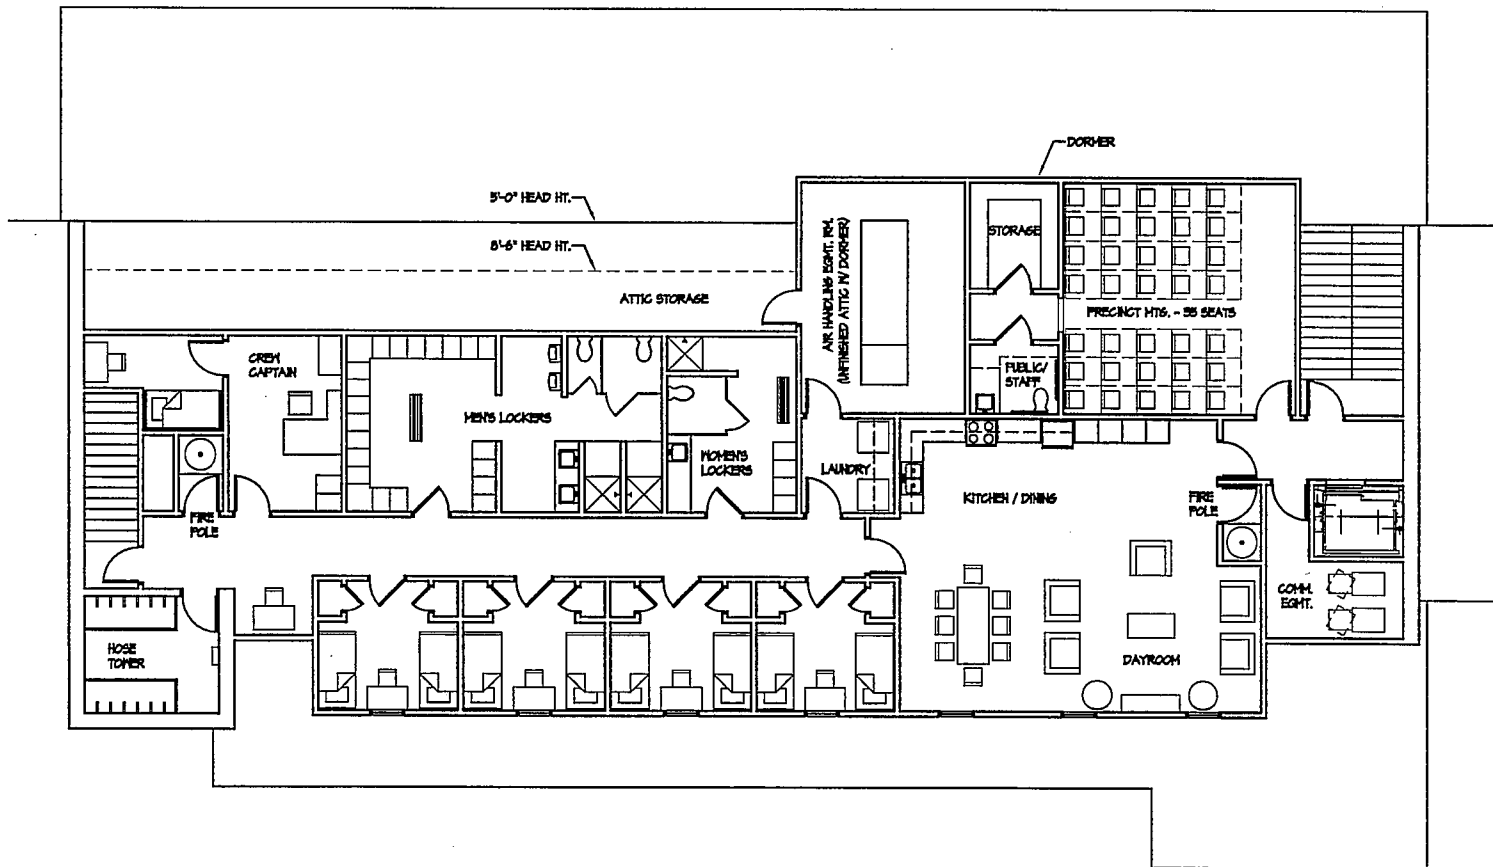 DORMER
5'-0" HEAD HT.
8'-6" HEAD HT.
ATTIC STORAGE
AIR HANDLING EQMT. RM.
(UNFINISHED ATTIC W/ DORMER)
STORAGE
PRECINCT MTG. - 55 SEATS
PUBLIC/
STAFF
CREW
CAPTAIN
MEN'S LOCKERS
WOMEN'S
LOCKERS
LAUNDRY
KITCHEN / DINING
FIRE
POLE
FIRE
POLE
COMM.
EQMT.
HOSE
TOWER
DAYROOM